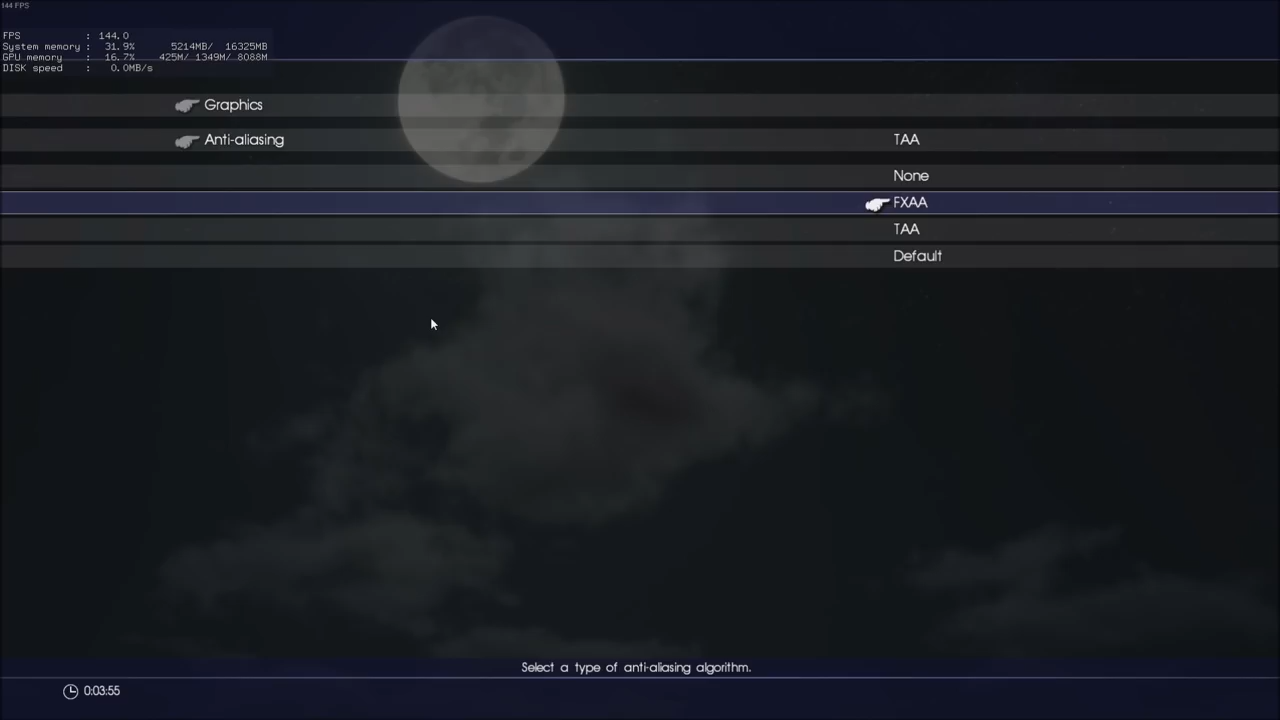 144 FPS
FPS : 144.0
System memory : 31.9% 5214MB/ 16325MB
GPU memory : 16.7% 425M/ 1349M/ 8088M
DISK speed : 0.0MB/s
Graphics
Anti-aliasing TAA
None
FXAA
TAA
Default
Select a type of anti-aliasing algorithm.
0:03:55